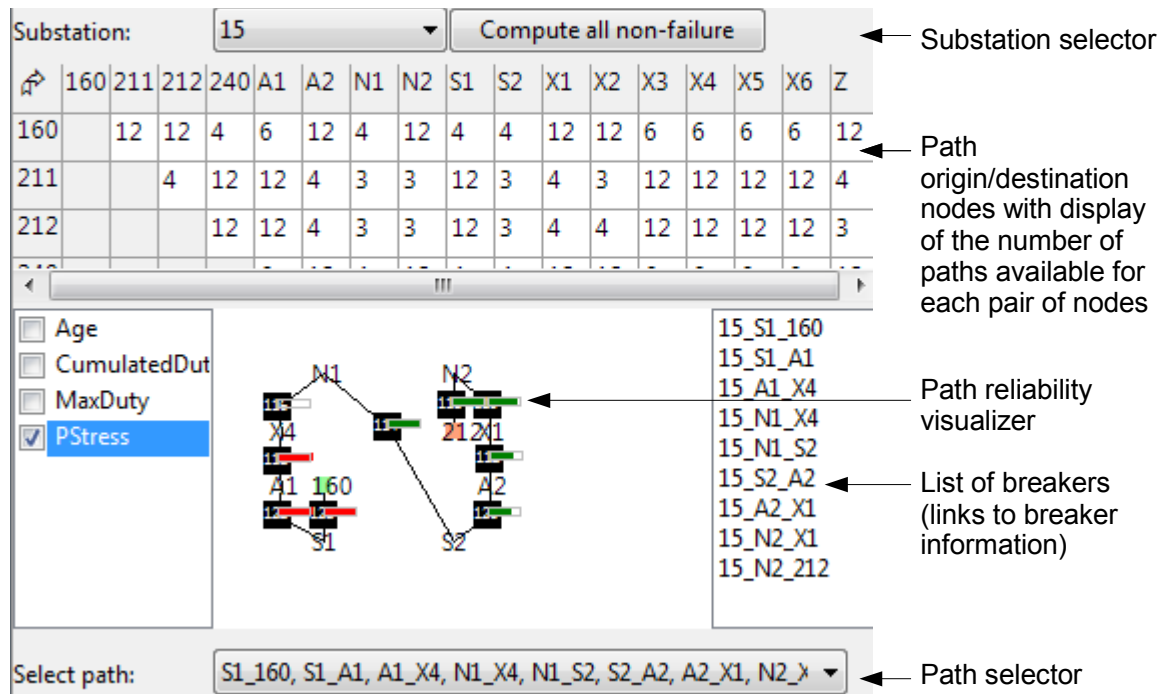 Substation: 15 Compute all non-failure
Substation selector
160 211 212 240 A1 A2 N1 N2 S1 S2 X1 X2 X3 X4 X5 X6 Z
160 12 12 4 6 12 4 12 4 4 12 12 6 6 6 6 12
211 4 12 12 4 3 3 12 3 4 3 12 12 12 12 4
212 12 12 4 3 3 12 3 4 4 12 12 12 12 3
Path
origin/destination
nodes with display
of the number of
paths available for
each pair of nodes
Age
CumulatedDut
MaxDuty
PStress
N1 N2
X4 212 X1
A1 160 A2
S1 S2
15_S1_160
15_S1_A1
15_A1_X4
15_N1_X4
15_N1_S2
15_S2_A2
15_A2_X1
15_N2_X1
15_N2_212
Path reliability
visualizer
List of breakers
(links to breaker
information)
Select path: S1_160, S1_A1, A1_X4, N1_X4, N1_S2, S2_A2, A2_X1, N2_X
Path selector